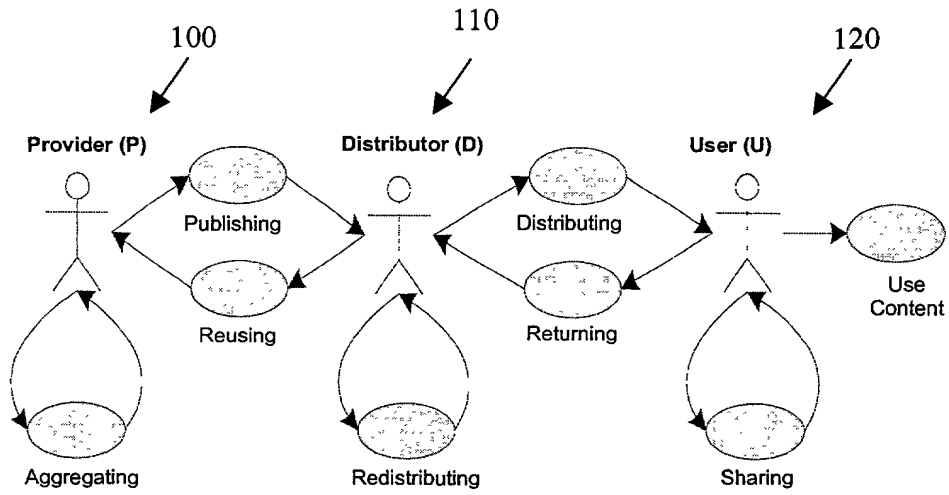 100
110
120
Provider (P)
Distributor (D)
User (U)
Publishing
Distributing
Reusing
Returning
Use
Content
Aggregating
Redistributing
Sharing